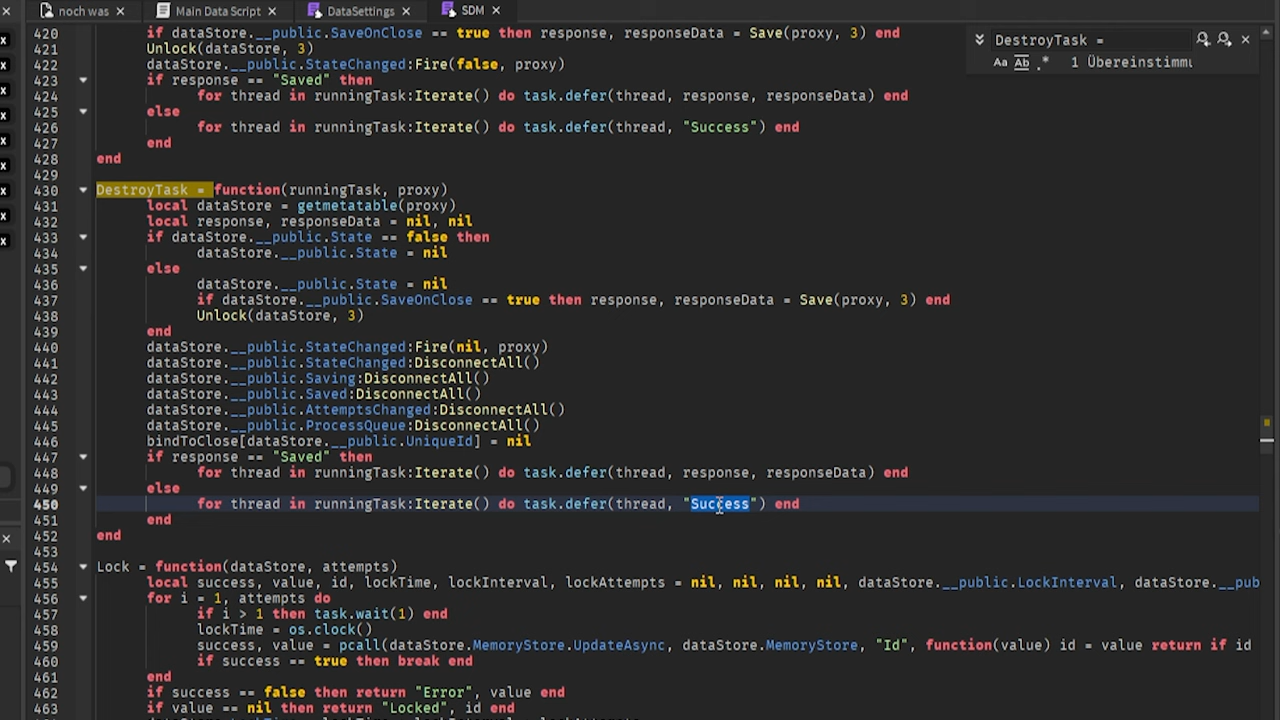 noch was
Main Data Script
DataSettings
SDM
DestroyTask =
1 Übereinstimmu
420 if dataStore.__public.SaveOnClose == true then response, responseData = Save(proxy, 3) end
421 Unlock(dataStore, 3)
422 dataStore.__public.StateChanged:Fire(false, proxy)
423 if response == "Saved" then
424 for thread in runningTask:Iterate() do task.defer(thread, response, responseData) end
425 else
426 for thread in runningTask:Iterate() do task.defer(thread, "Success") end
427 end
428 end
429
430 DestroyTask = function(runningTask, proxy)
431 local dataStore = getmetatable(proxy)
432 local response, responseData = nil, nil
433 if dataStore.__public.State == false then
434 dataStore.__public.State = nil
435 else
436 dataStore.__public.State = nil
437 if dataStore.__public.SaveOnClose == true then response, responseData = Save(proxy, 3) end
438 Unlock(dataStore, 3)
439 end
440 dataStore.__public.StateChanged:Fire(nil, proxy)
441 dataStore.__public.StateChanged:DisconnectAll()
442 dataStore.__public.Saving:DisconnectAll()
443 dataStore.__public.Saved:DisconnectAll()
444 dataStore.__public.AttemptsChanged:DisconnectAll()
445 dataStore.__public.ProcessQueue:DisconnectAll()
446 bindToClose[dataStore.__public.UniqueId] = nil
447 if response == "Saved" then
448 for thread in runningTask:Iterate() do task.defer(thread, response, responseData) end
449 else
450 for thread in runningTask:Iterate() do task.defer(thread, "Success") end
451 end
452 end
453
454 Lock = function(dataStore, attempts)
455 local success, value, id, lockTime, lockInterval, lockAttempts = nil, nil, nil, nil, dataStore.__public.LockInterval, dataStore.__pub
456 for i = 1, attempts do
457 if i > 1 then task.wait(1) end
458 lockTime = os.clock()
459 success, value = pcall(dataStore.MemoryStore.UpdateAsync, dataStore.MemoryStore, "Id", function(value) id = value return if id
460 if success == true then break end
461 end
462 if success == false then return "Error", value end
463 if value == nil then return "Locked", id end